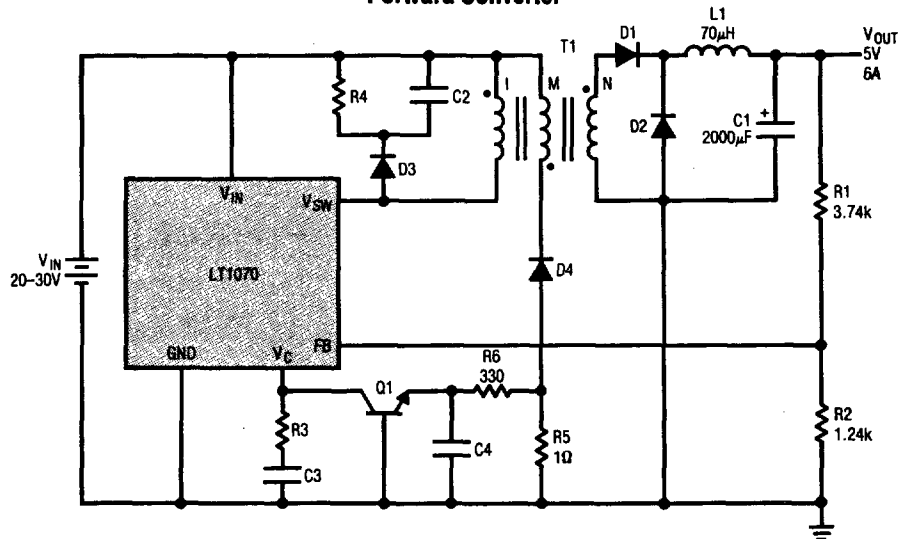 Forward Converter
L1
70μH
VOUT
5V
6A
T1
D1
I
M
N
R4
C2
D2
C1
+
2000μF
D3
VIN
VSW
R1
3.74k
VIN
20–30V
LT1070
D4
GND
VC
FB
R6
330
Q1
R3
C4
R5
1Ω
R2
1.24k
C3